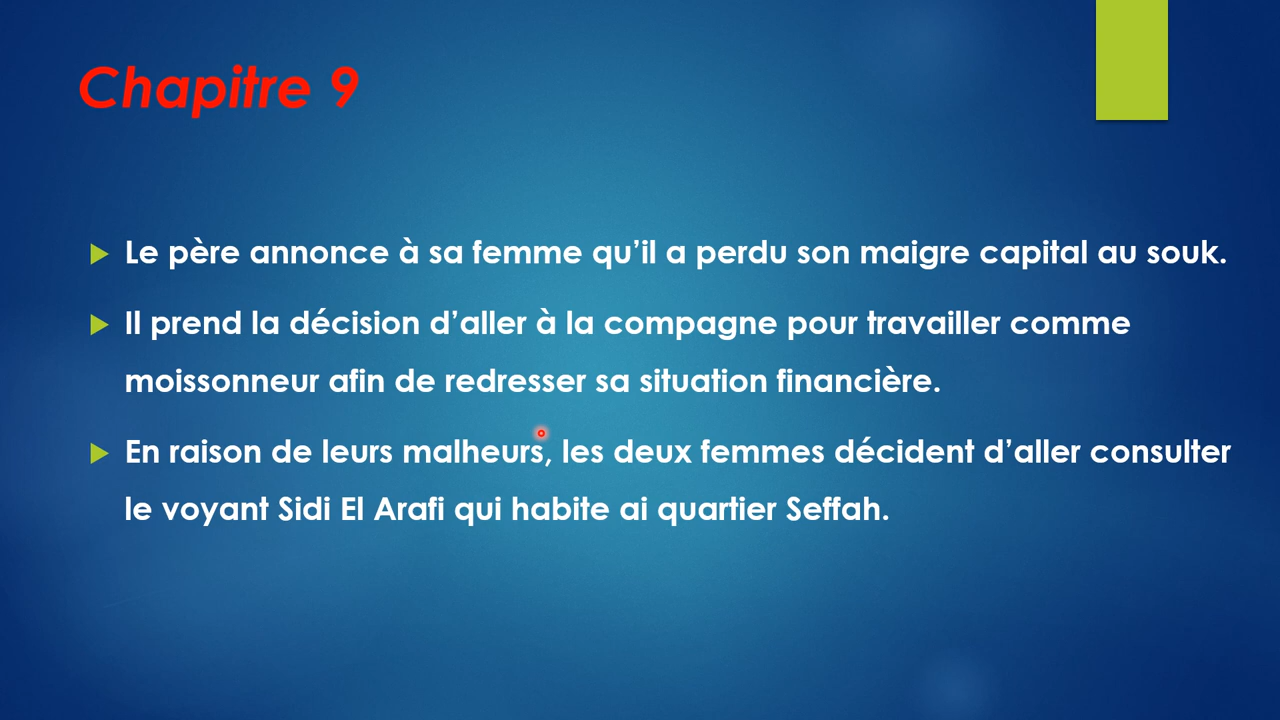 Chapitre 9
Le père annonce à sa femme qu’il a perdu son maigre capital au souk.
Il prend la décision d’aller à la compagne pour travailler comme
moissonneur afin de redresser sa situation financière.
En raison de leurs malheurs, les deux femmes décident d’aller consulter
le voyant Sidi El Arafi qui habite ai quartier Seffah.